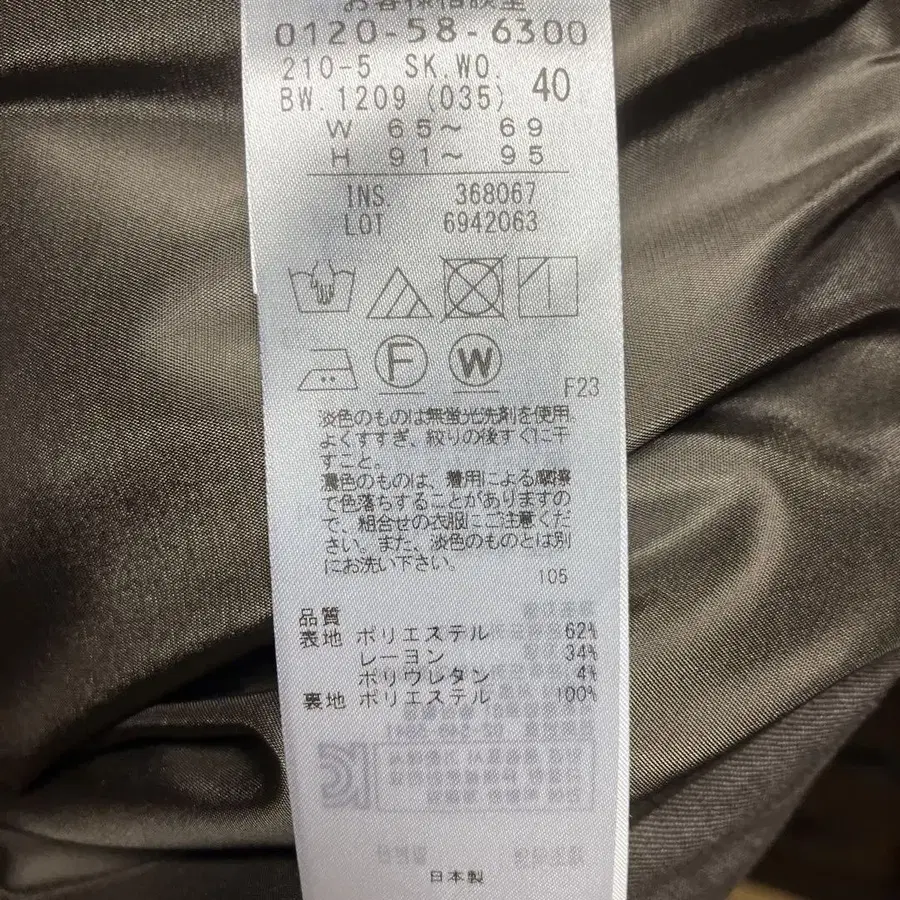 お客様相談室
0120-58-6300
210-5 SK.WO.
BW.1209 (035) 40
W 65～ 69
H 91～ 95
INS. 368067
LOT 6942063
F W
F23
淡色のものは無蛍光洗剤を使用。
よくすすぎ、絞りの後すぐに干
すこと。
濃色のものは、着用による摩擦
で色落ちすることがありますの
で、組合せの衣服にご注意くだ
さい。また、淡色のものとは別
にお洗い下さい。
105
品質
表地 ポリエステル 62%
レーヨン 34%
ポリウレタン 4%
裏地 ポリエステル 100%
日本製